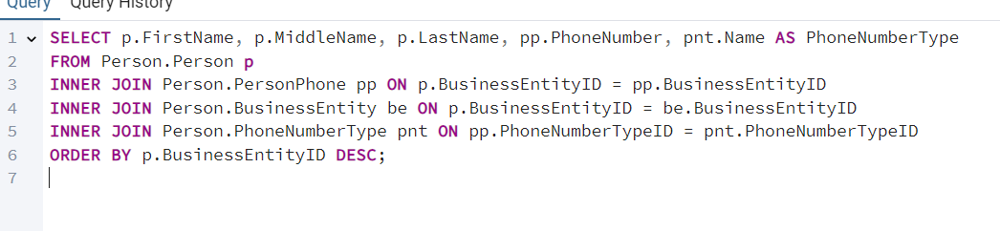 Query Query History
1 SELECT p.FirstName, p.MiddleName, p.LastName, pp.PhoneNumber, pnt.Name AS PhoneNumberType
2 FROM Person.Person p
3 INNER JOIN Person.PersonPhone pp ON p.BusinessEntityID = pp.BusinessEntityID
4 INNER JOIN Person.BusinessEntity be ON p.BusinessEntityID = be.BusinessEntityID
5 INNER JOIN Person.PhoneNumberType pnt ON pp.PhoneNumberTypeID = pnt.PhoneNumberTypeID
6 ORDER BY p.BusinessEntityID DESC;
7